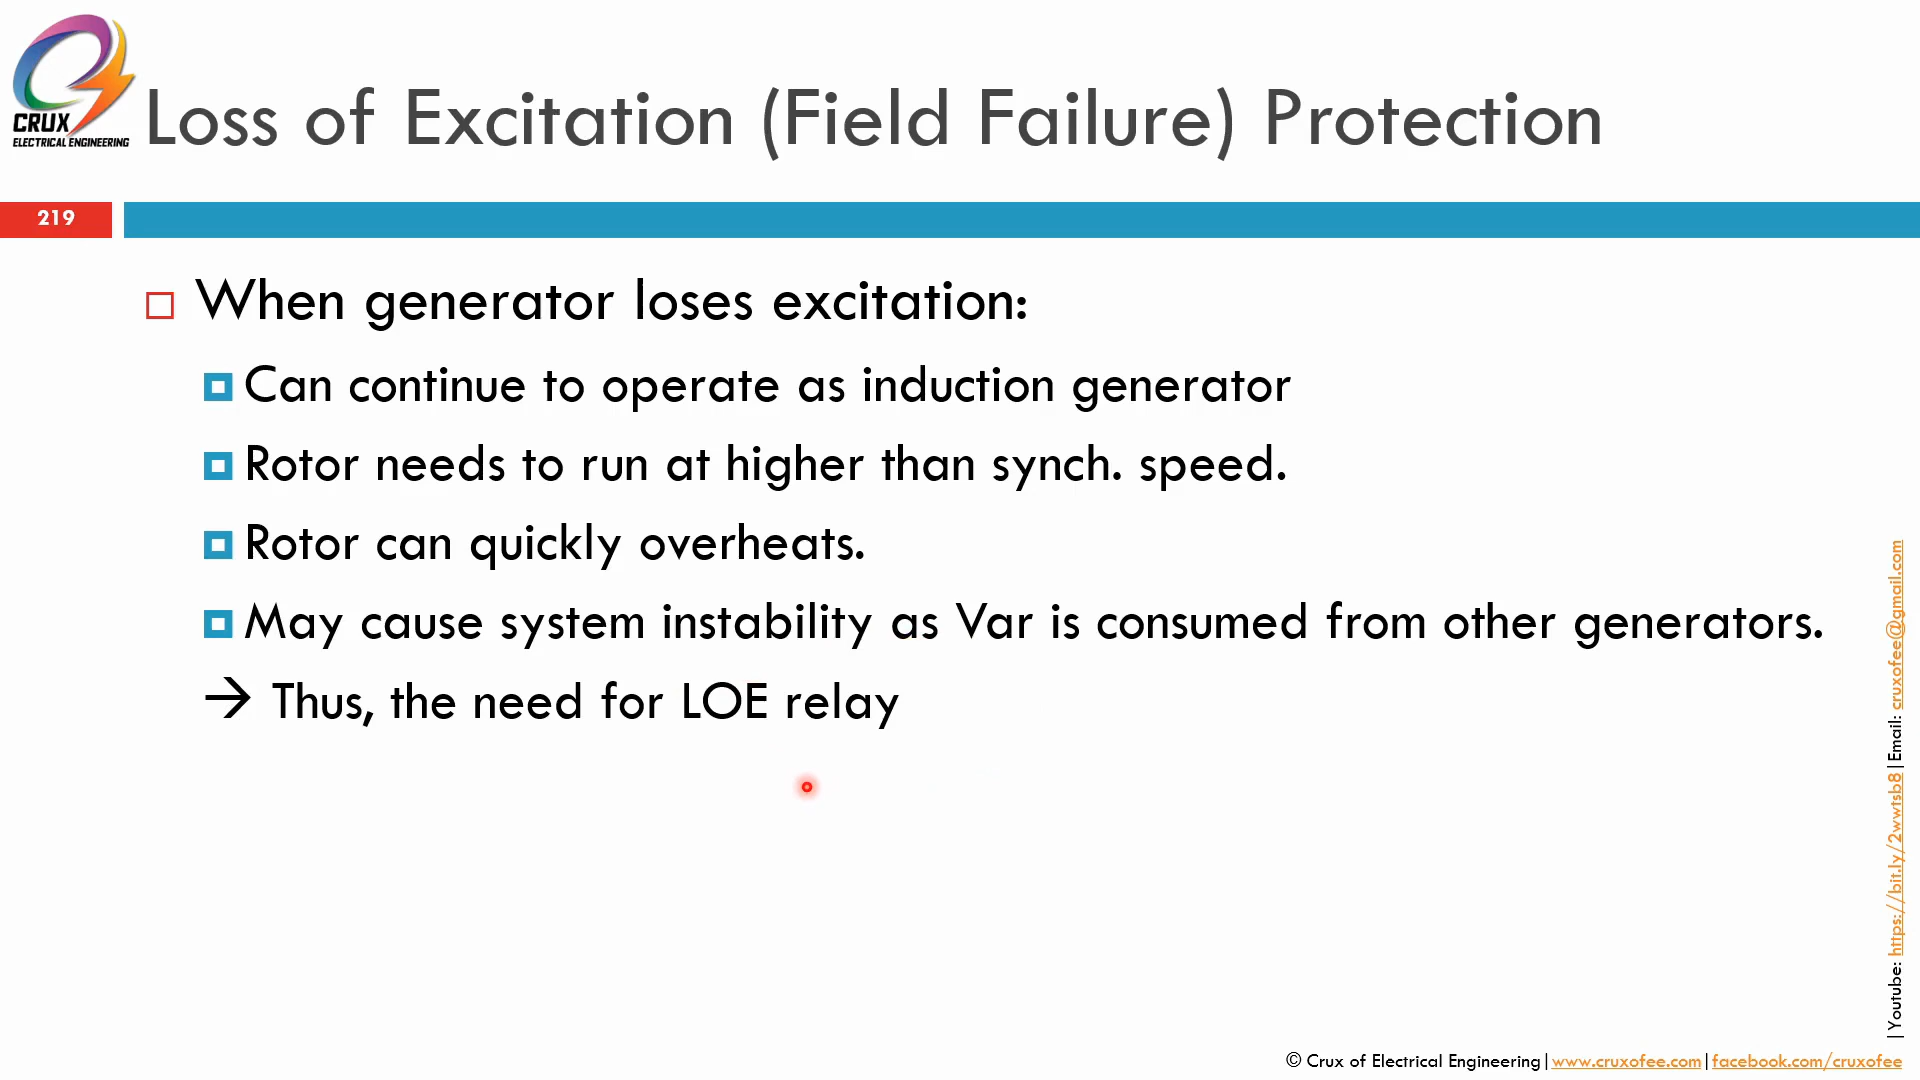 CRUX
ELECTRICAL ENGINEERING
Loss of Excitation (Field Failure) Protection
219
When generator loses excitation:
Can continue to operate as induction generator
Rotor needs to run at higher than synch. speed.
Rotor can quickly overheats.
May cause system instability as Var is consumed from other generators.
→ Thus, the need for LOE relay
|Youtube: https://bit.ly/2wwtsb8|Email: cruxofee@gmail.com
© Crux of Electrical Engineering|www.cruxofee.com|facebook.com/cruxofee